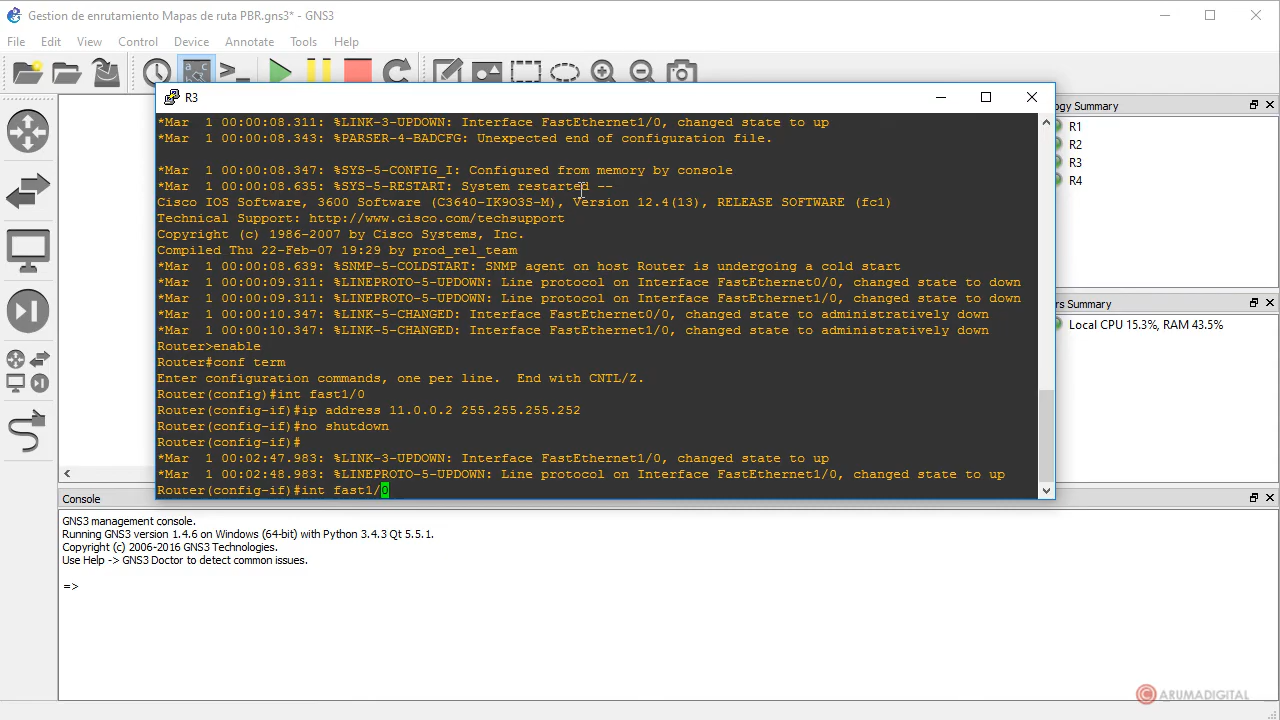 Gestion de enrutamiento Mapas de ruta PBR.gns3* - GNS3
File Edit View Control Device Annotate Tools Help
R3
*Mar  1 00:00:08.311: %LINK-3-UPDOWN: Interface FastEthernet1/0, changed state to up
*Mar  1 00:00:08.343: %PARSER-4-BADCFG: Unexpected end of configuration file.
*Mar  1 00:00:08.347: %SYS-5-CONFIG_I: Configured from memory by console
*Mar  1 00:00:08.635: %SYS-5-RESTART: System restarted --
Cisco IOS Software, 3600 Software (C3640-IK9O3S-M), Version 12.4(13), RELEASE SOFTWARE (fc1)
Technical Support: http://www.cisco.com/techsupport
Copyright (c) 1986-2007 by Cisco Systems, Inc.
Compiled Thu 22-Feb-07 19:29 by prod_rel_team
*Mar  1 00:00:08.639: %SNMP-5-COLDSTART: SNMP agent on host Router is undergoing a cold start
*Mar  1 00:00:09.311: %LINEPROTO-5-UPDOWN: Line protocol on Interface FastEthernet0/0, changed state to down
*Mar  1 00:00:09.311: %LINEPROTO-5-UPDOWN: Line protocol on Interface FastEthernet1/0, changed state to down
*Mar  1 00:00:10.347: %LINK-5-CHANGED: Interface FastEthernet0/0, changed state to administratively down
*Mar  1 00:00:10.347: %LINK-5-CHANGED: Interface FastEthernet1/0, changed state to administratively down
Router>enable
Router#conf term
Enter configuration commands, one per line.  End with CNTL/Z.
Router(config)#int fast1/0
Router(config-if)#ip address 11.0.0.2 255.255.255.252
Router(config-if)#no shutdown
Router(config-if)#
*Mar  1 00:02:47.983: %LINK-3-UPDOWN: Interface FastEthernet1/0, changed state to up
*Mar  1 00:02:48.983: %LINEPROTO-5-UPDOWN: Line protocol on Interface FastEthernet1/0, changed state to up
Router(config-if)#int fast1/0
ogy Summary
R1
R2
R3
R4
rs Summary
Local CPU 15.3%, RAM 43.5%
Console
GNS3 management console.
Running GNS3 version 1.4.6 on Windows (64-bit) with Python 3.4.3 Qt 5.5.1.
Copyright (c) 2006-2016 GNS3 Technologies.
Use Help -> GNS3 Doctor to detect common issues.
=>
© ARUMADIGITAL